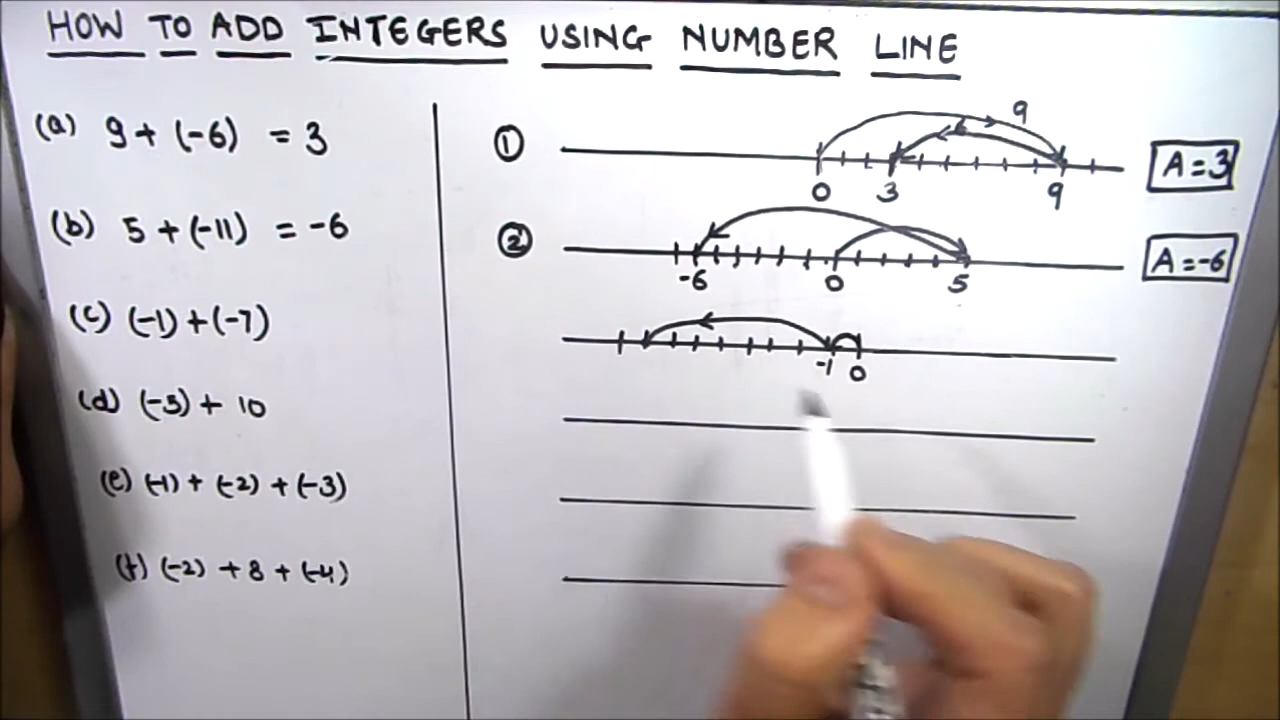 HOW TO ADD INTEGERS USING NUMBER LINE
(a) 9 + (-6) = 3
① 9 6
0 3 9
A = 3
(b) 5 + (-11) = -6
②
-6 0 5
A = -6
(c) (-1) + (-7)
-1 0
(d) (-5) + 10
(e) (-1) + (-2) + (-3)
(f) (-2) + 8 + (-4)